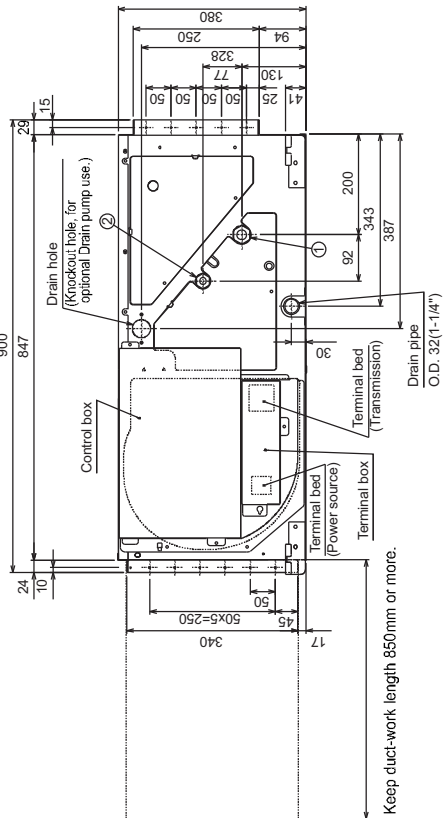 380
250
94
328
77
130
50
50
50
50
25
41
15
29
900
847
24
10
Drain hole
(Knockout hole, for
optional Drain pump use.)
②
①
Control box
200
343
387
92
30
Drain pipe
O.D. 32(1-1/4")
Terminal bed
(Transmission)
Terminal bed
(Power source)
Terminal box
50x5=250
50
340
45
17
Keep duct-work length 850mm or more.